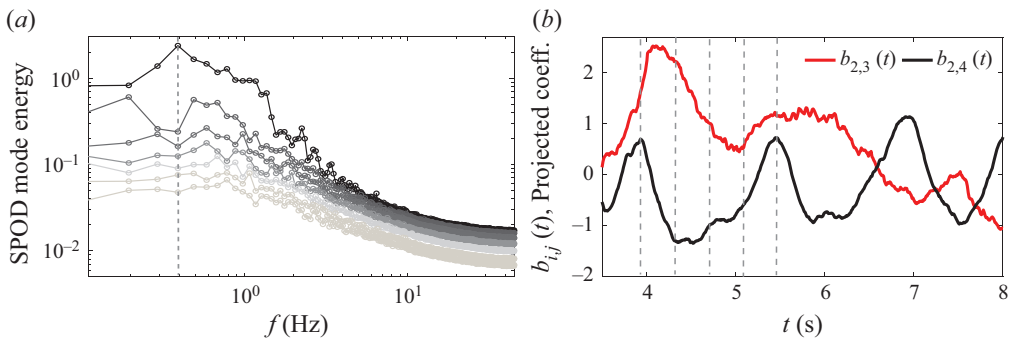 (a)
SPOD mode energy
10^0
10^-1
10^-2
10^0
10^1
f (Hz)
(b)
b_{i,j} (t), Projected coeff.
2
1
0
−1
−2
b_{2,3} (t)
b_{2,4}(t)
4
5
6
7
8
t (s)